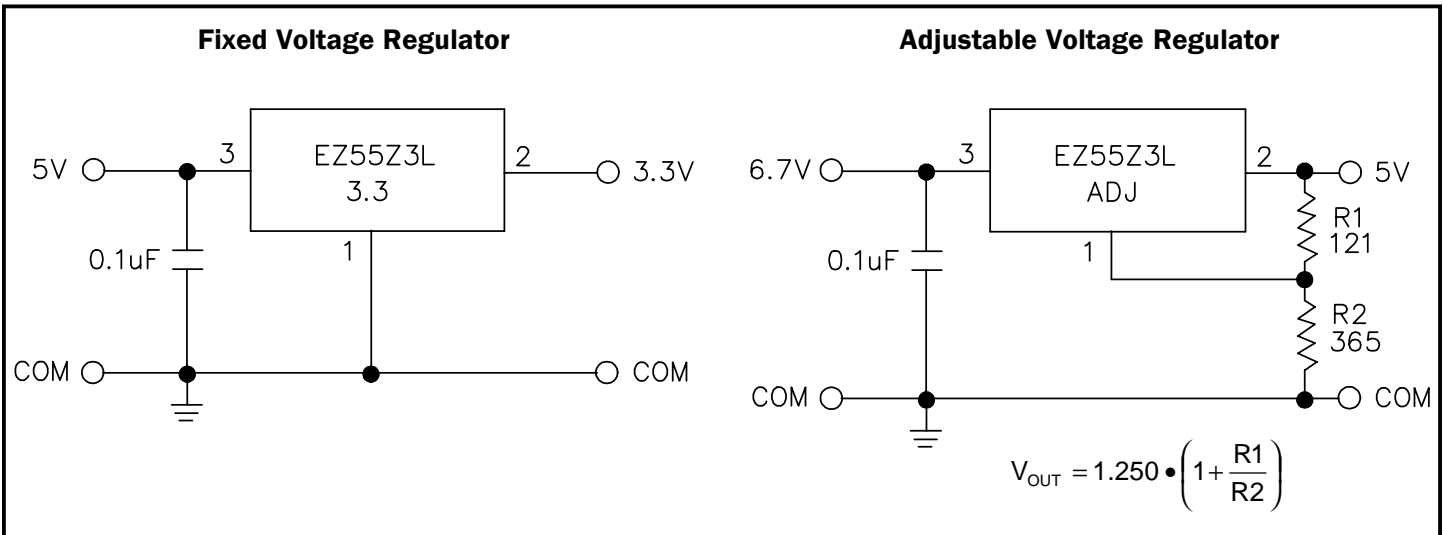 Fixed Voltage Regulator
5V
3
EZ55Z3L
3.3
2
3.3V
0.1uF
1
COM
COM
Adjustable Voltage Regulator
6.7V
3
EZ55Z3L
ADJ
2
5V
R1
121
0.1uF
1
R2
365
COM
COM
V_OUT = 1.250 • (1 + R1/R2)